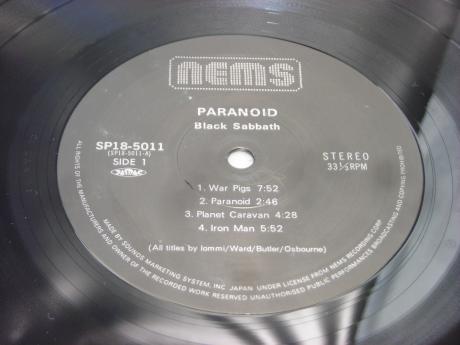 nems
PARANOID
Black Sabbath
SP18-5011
(SP18-5011-A)
SIDE 1
STEREO
33⅓RPM
1. War Pigs 7:52
2. Paranoid 2:46
3. Planet Caravan 4:28
4. Iron Man 5:52
(All titles by Iommi/Ward/Butler/Osbourne)
MADE BY SOUNDS MARKETING SYSTEM, INC JAPAN UNDER LICENSE FROM NEMS RECORDING CORP.
ALL RIGHTS OF THE MANUFACTURERS AND OWNER OF THE RECORDED WORK RESERVED UNAUTHORISED PUBLIC PERFORMANCES BROADCASTING AND COPYING PROHIBITED